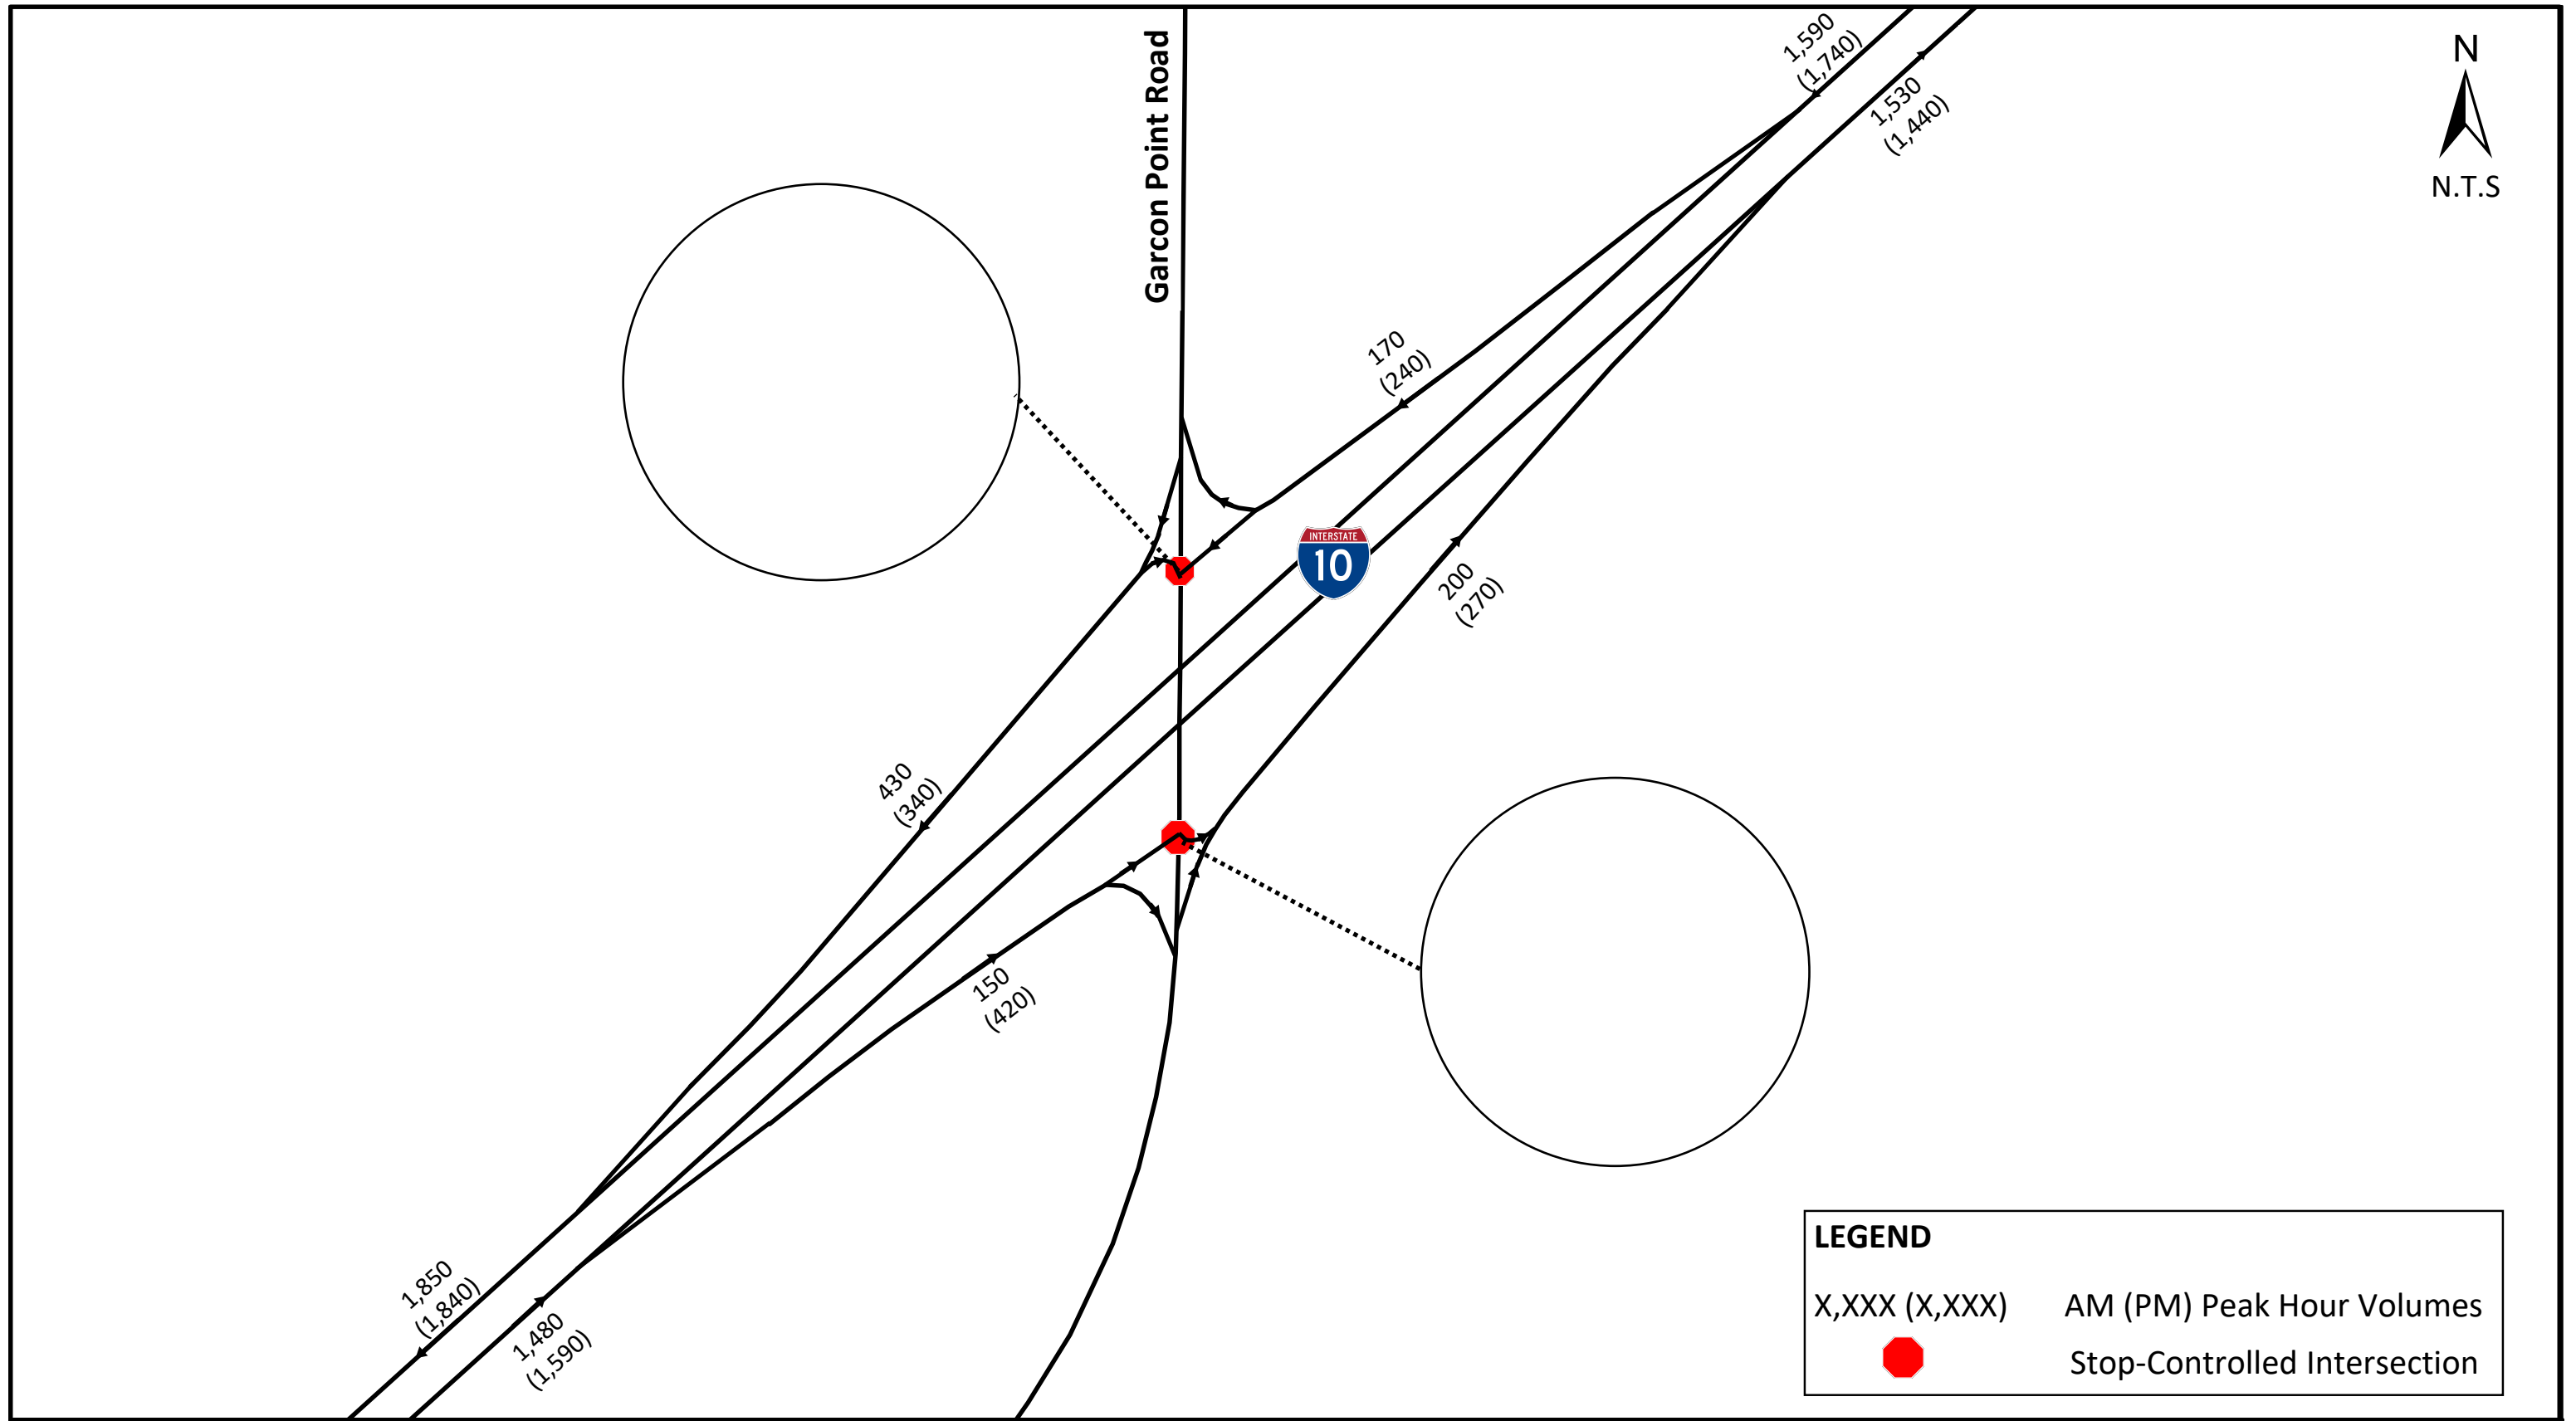 Garcon Point Road
1,590
(1,740)
1,530
(1,440)
N
N.T.S
170
(240)
INTERSTATE
10
200
(270)
430
(340)
150
(420)
1,850
(1,840)
1,480
(1,590)
LEGEND
X,XXX (X,XXX) AM (PM) Peak Hour Volumes
Stop-Controlled Intersection